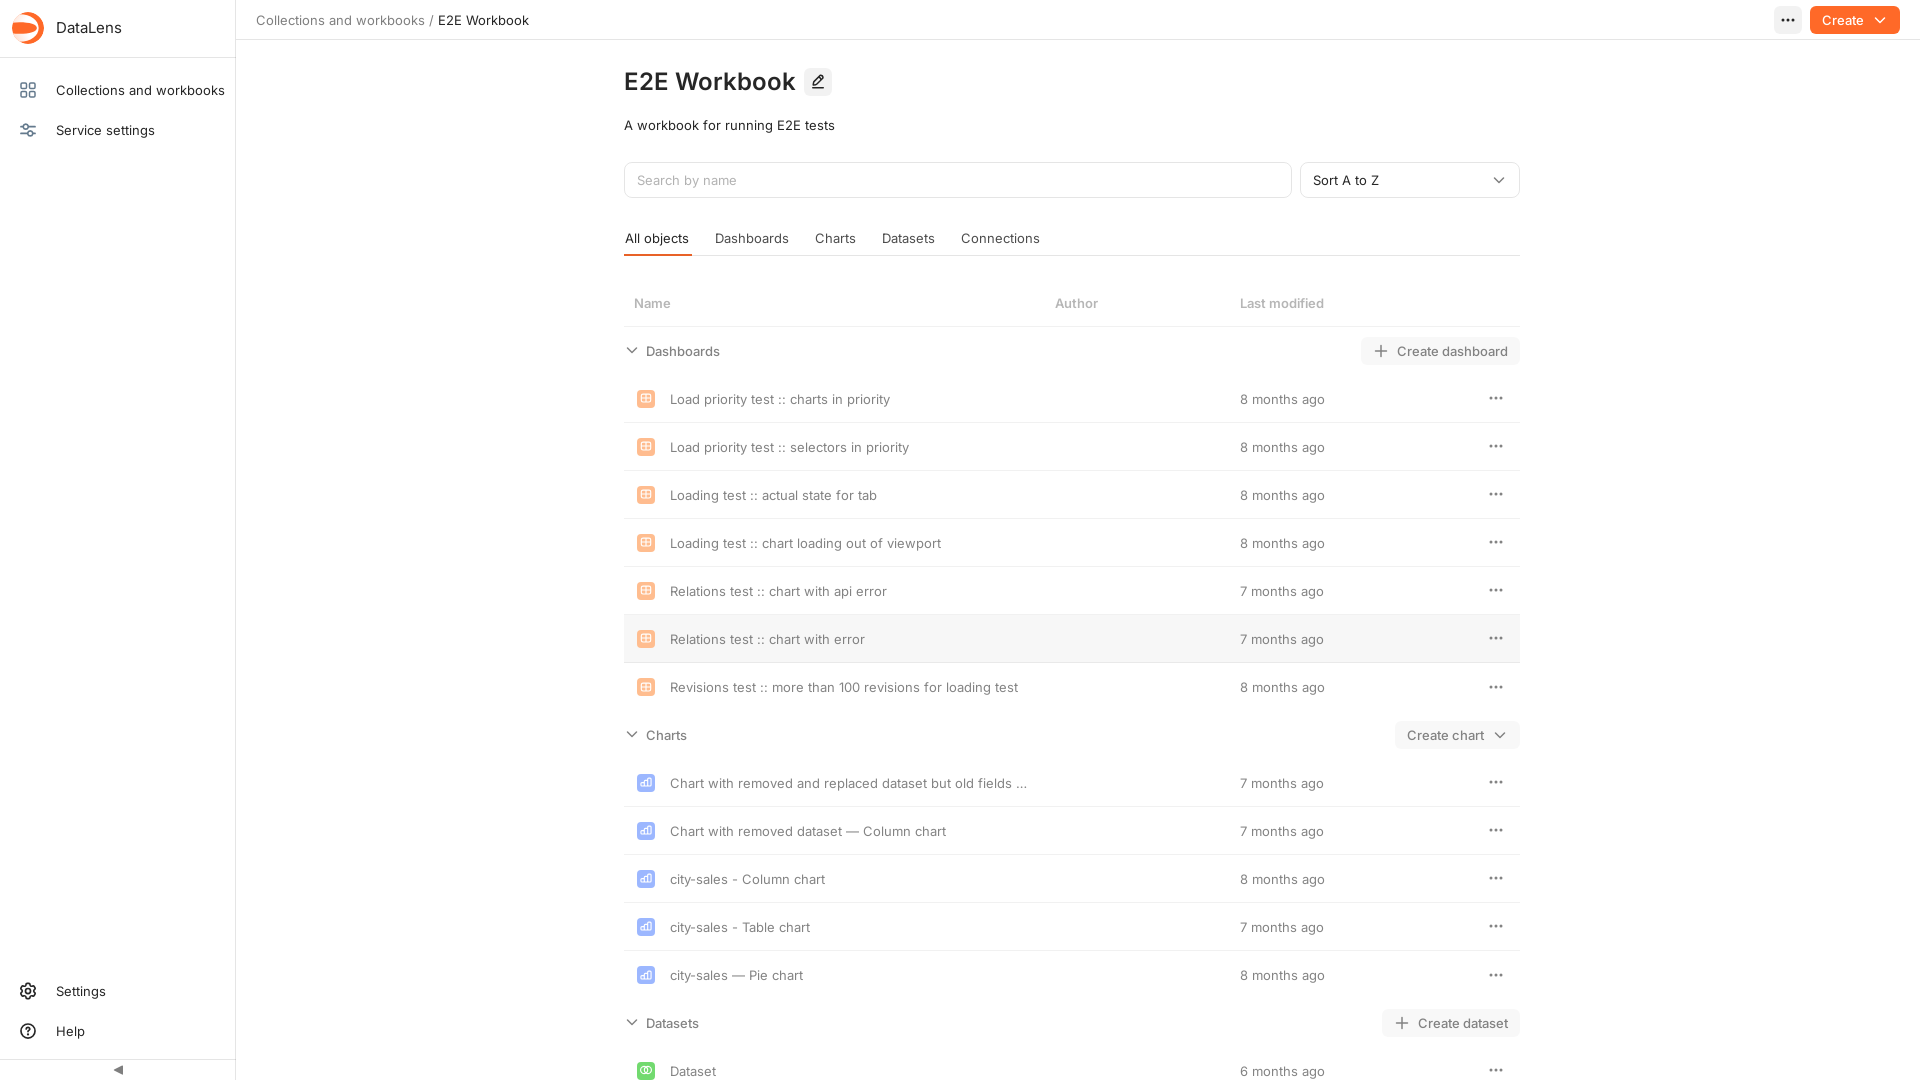 DataLens
Collections and workbooks / E2E Workbook
Create
Collections and workbooks
Service settings
E2E Workbook
A workbook for running E2E tests
Search by name
Sort A to Z
All objects
Dashboards
Charts
Datasets
Connections
Name
Author
Last modified
Dashboards
Create dashboard
Load priority test :: charts in priority
8 months ago
Load priority test :: selectors in priority
8 months ago
Loading test :: actual state for tab
8 months ago
Loading test :: chart loading out of viewport
8 months ago
Relations test :: chart with api error
7 months ago
Relations test :: chart with error
7 months ago
Revisions test :: more than 100 revisions for loading test
8 months ago
Charts
Create chart
Chart with removed and replaced dataset but old fields ...
7 months ago
Chart with removed dataset — Column chart
7 months ago
city-sales - Column chart
8 months ago
city-sales - Table chart
7 months ago
city-sales — Pie chart
8 months ago
Datasets
Create dataset
Dataset
6 months ago
Settings
Help